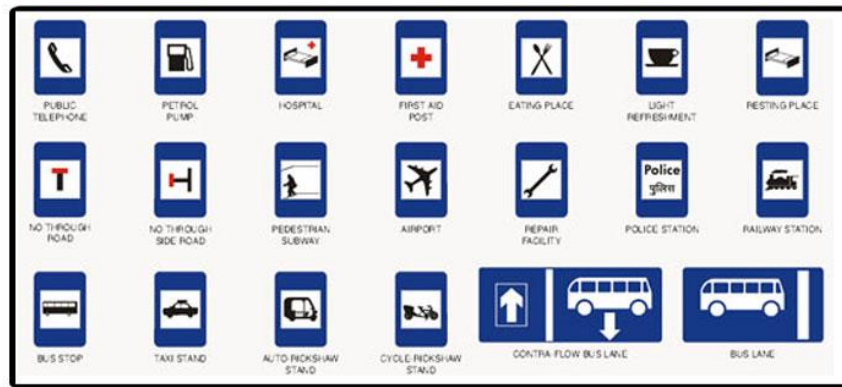 PUBLIC
TELEPHONE
PETROL
PUMP
HOSPITAL
FIRST AID
POST
EATING PLACE
LIGHT
REFRESHMENT
RESTING PLACE
Police
पुलिस
NO THROUGH
ROAD
NO THROUGH
SIDE ROAD
PEDESTRIAN
SUBWAY
AIRPORT
REPAIR
FACILITY
POLICE STATION
RAILWAY STATION
BUS STOP
TAXI STAND
AUTO-RICKSHAW
STAND
CYCLE-RICKSHAW
STAND
CONTRA-FLOW BUS LANE
BUS LANE